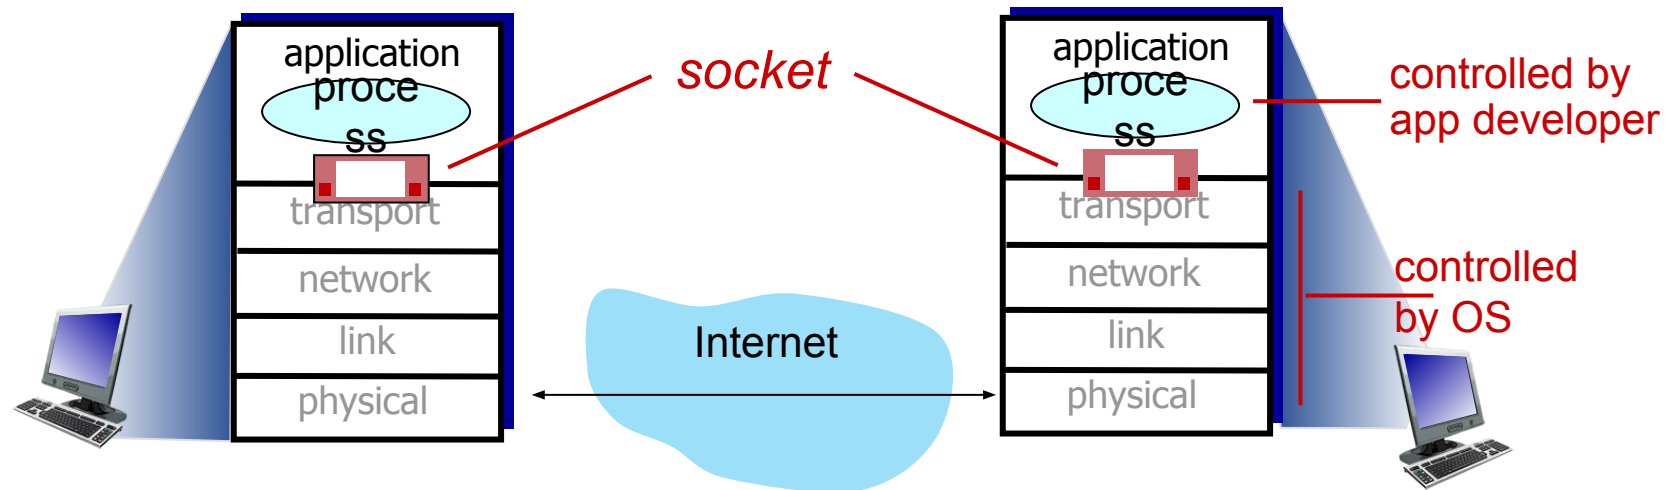 application
proce
ss
transport
network
link
physical
socket
Internet
application
proce
ss
transport
network
link
physical
controlled by
app developer
controlled
by OS